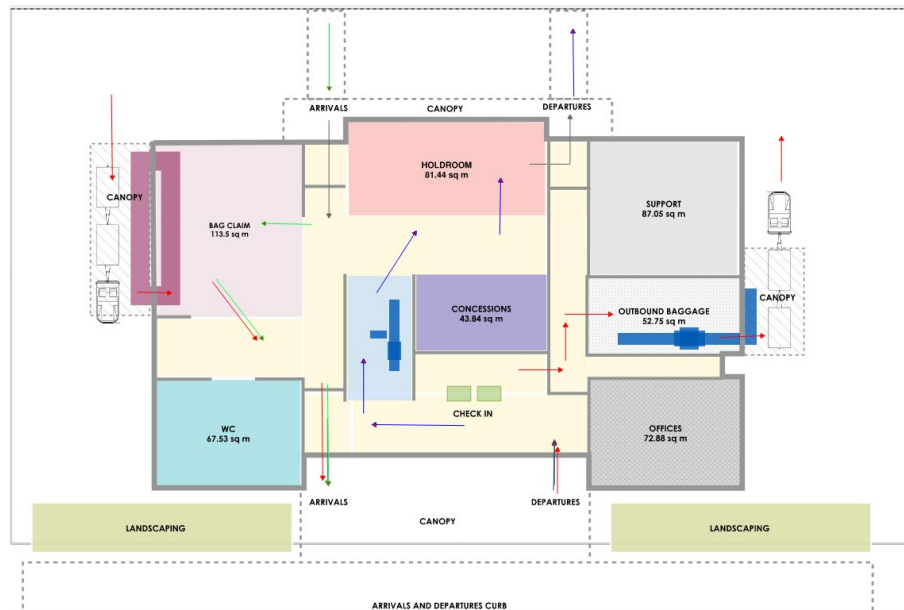 ARRIVALS
CANOPY
DEPARTURES
HOLDROOM
81.44 sq m
SUPPORT
87.05 sq m
CANOPY
BAG CLAIM
113.5 sq m
CONCESSIONS
43.84 sq m
OUTBOUND BAGGAGE
52.75 sq m
CANOPY
CHECK IN
WC
67.53 sq m
OFFICES
72.88 sq m
ARRIVALS
DEPARTURES
CANOPY
LANDSCAPING
LANDSCAPING
ARRIVALS AND DEPARTURES CURB